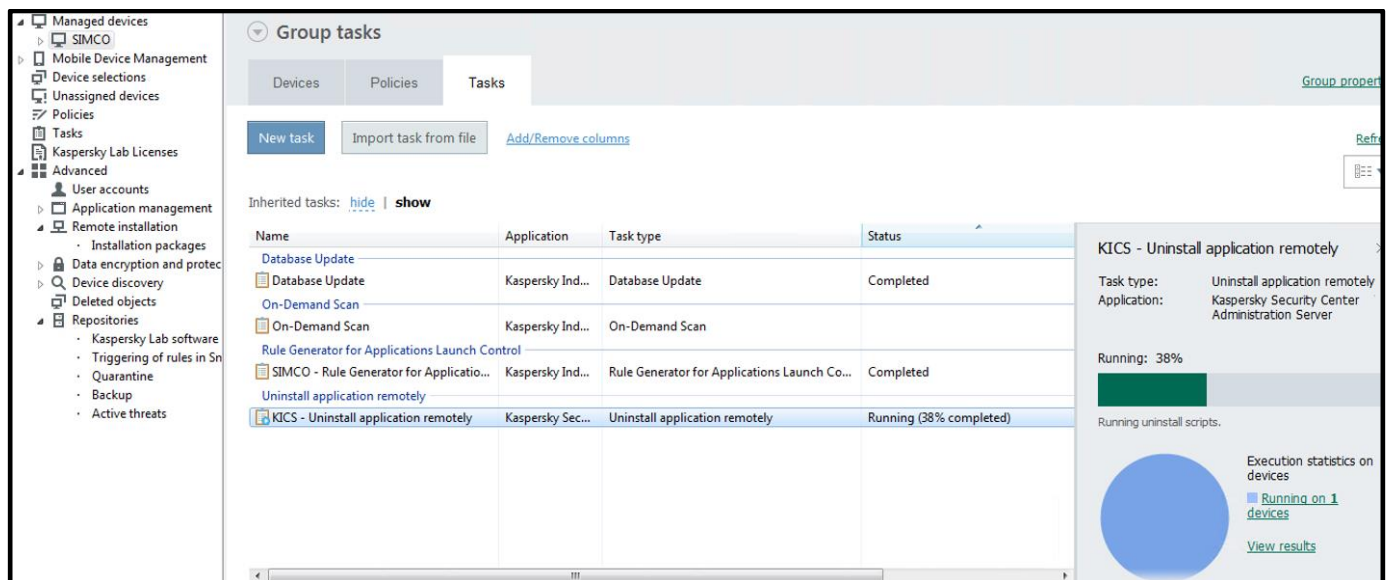 Managed devices
SIMCO
Mobile Device Management
Device selections
Unassigned devices
Policies
Tasks
Kaspersky Lab Licenses
Advanced
User accounts
Application management
Remote installation
Installation packages
Data encryption and protec
Device discovery
Deleted objects
Repositories
Kaspersky Lab software
Triggering of rules in Sn
Quarantine
Backup
Active threats
Group tasks
Devices Policies Tasks
Group propert
New task Import task from file Add/Remove columns
Refre
Inherited tasks: hide | show
Name Application Task type Status
Database Update
Database Update Kaspersky Ind... Database Update Completed
On-Demand Scan
On-Demand Scan Kaspersky Ind... On-Demand Scan
Rule Generator for Applications Launch Control
SIMCO - Rule Generator for Applicatio... Kaspersky Ind... Rule Generator for Applications Launch Co... Completed
Uninstall application remotely
KICS - Uninstall application remotely Kaspersky Sec... Uninstall application remotely Running (38% completed)
KICS - Uninstall application remotely
Task type: Uninstall application remotely
Application: Kaspersky Security Center
Administration Server
Running: 38%
Running uninstall scripts.
Execution statistics on
devices
Running on 1
devices
View results